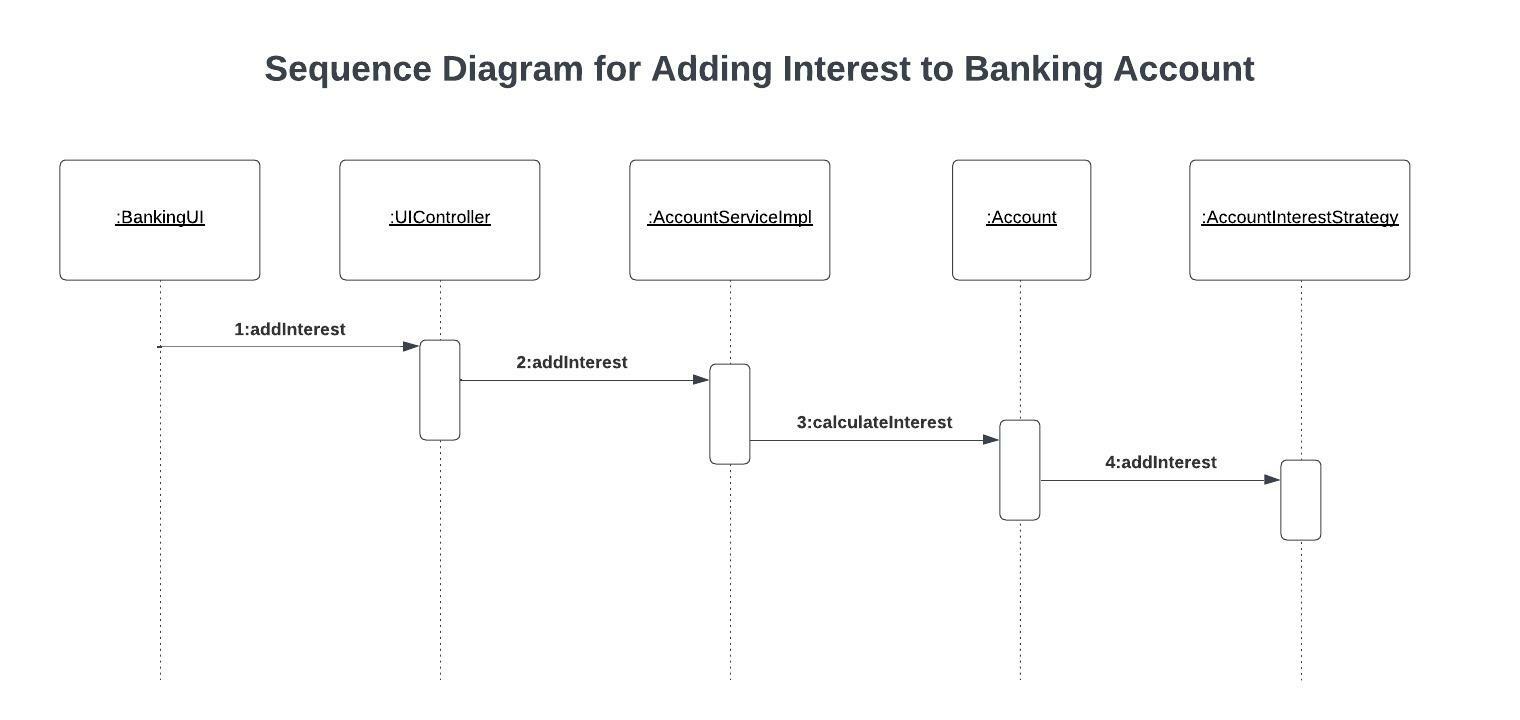 Sequence Diagram for Adding Interest to Banking Account
:BankingUI
:UIController
:AccountServiceImpl
:Account
:AccountInterestStrategy
1:addInterest
2:addInterest
3:calculateInterest
4:addInterest